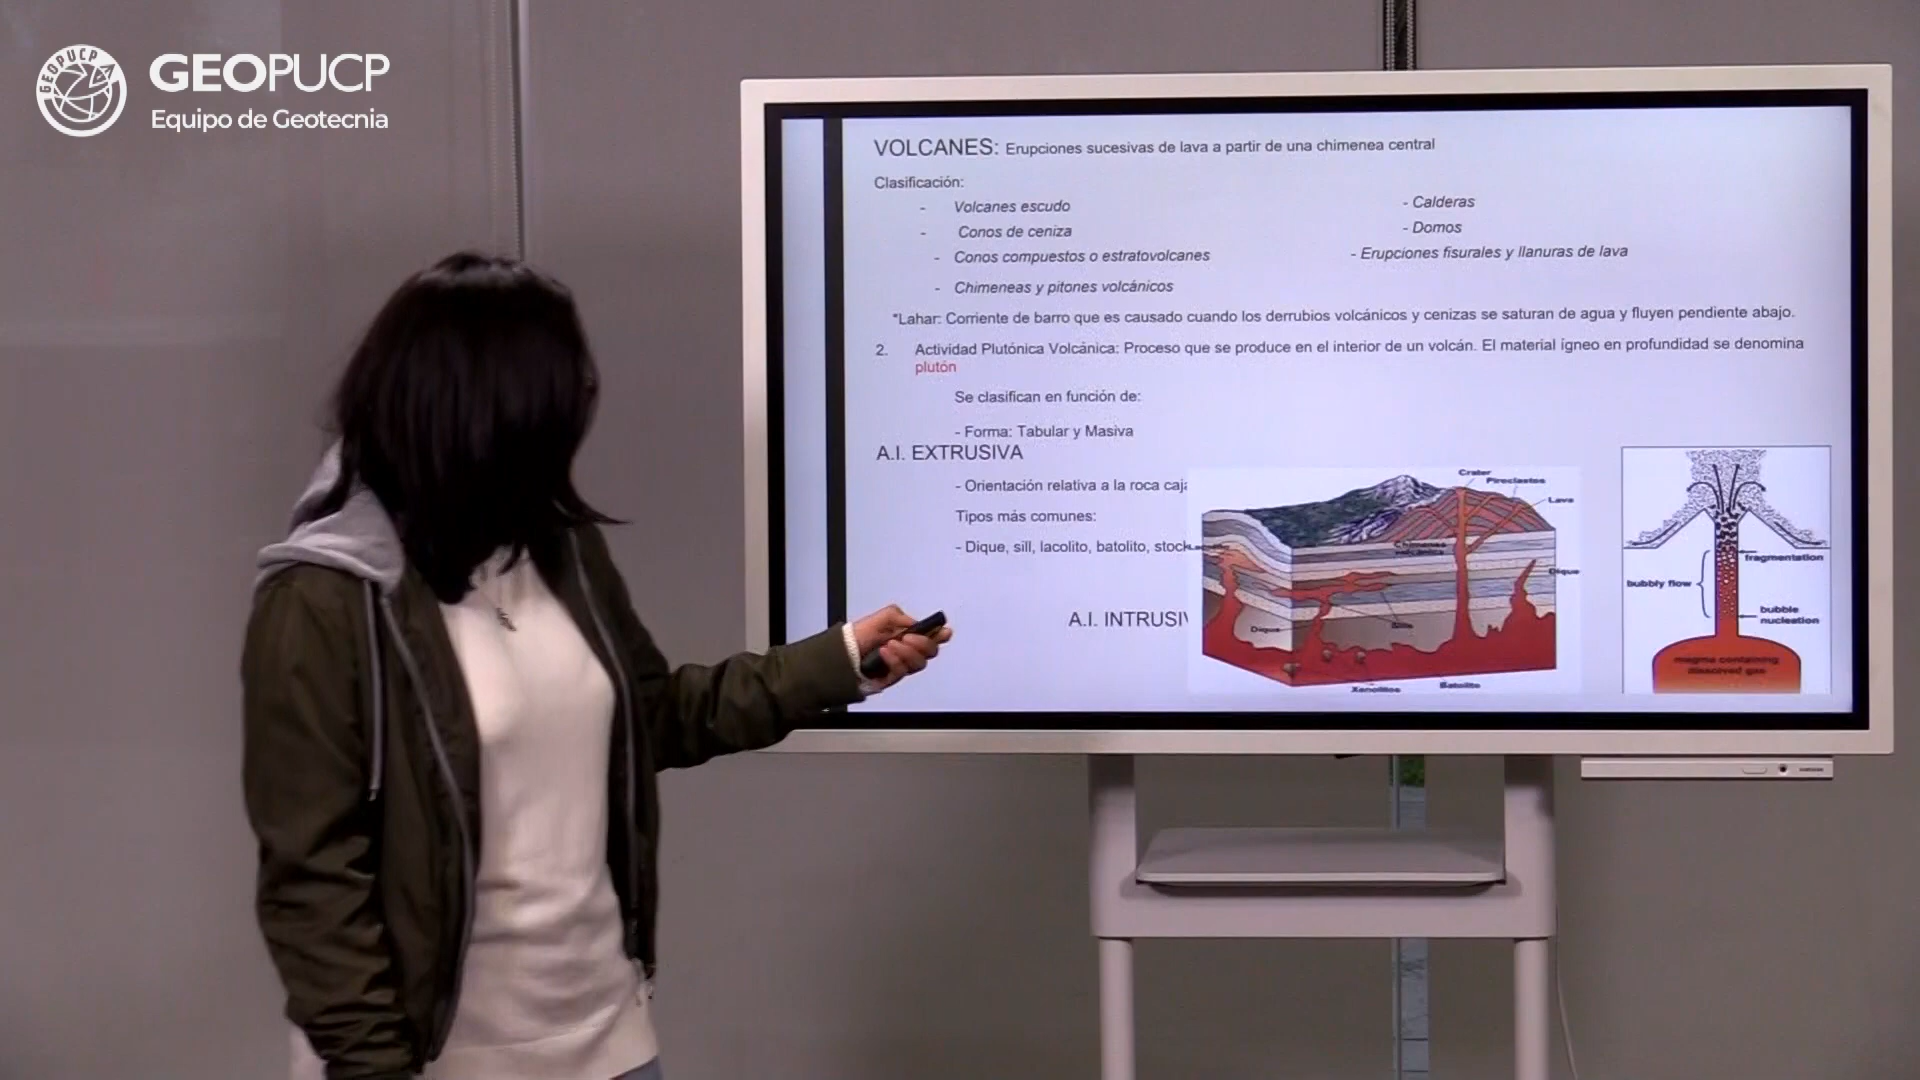 GEOPUCP
GEOPUCP
Equipo de Geotecnia
VOLCANES: Erupciones sucesivas de lava a partir de una chimenea central
Clasificación:
- Volcanes escudo
- Conos de ceniza
- Conos compuestos o estratovolcanes
- Chimeneas y pitones volcánicos
- Calderas
- Domos
- Erupciones fisurales y llanuras de lava
*Lahar: Corriente de barro que es causado cuando los derrubios volcánicos y cenizas se saturan de agua y fluyen pendiente abajo.
2. Actividad Plutónica Volcánica: Proceso que se produce en el interior de un volcán. El material ígneo en profundidad se denomina
plutón
Se clasifican en función de:
- Forma: Tabular y Masiva
A.I. EXTRUSIVA
- Orientación relativa a la roca caja
Tipos más comunes:
- Dique, sill, lacolito, batolito, stock
A.I. INTRUSIV
Crater
Piroclastos
Lava
Chimenea
volcánica
Dique
Dique
Sills
Xenolitos
Batolito
fragmentation
bubbly flow
bubble
nucleation
magma containing
dissolved gas